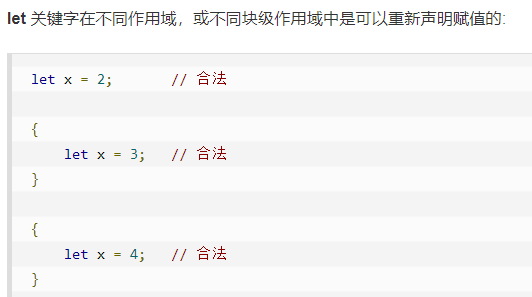 let 关键字在不同作用域，或不同块级作用域中是可以重新声明赋值的:
let x = 2;       // 合法
{
    let x = 3;   // 合法
}
{
    let x = 4;   // 合法
}